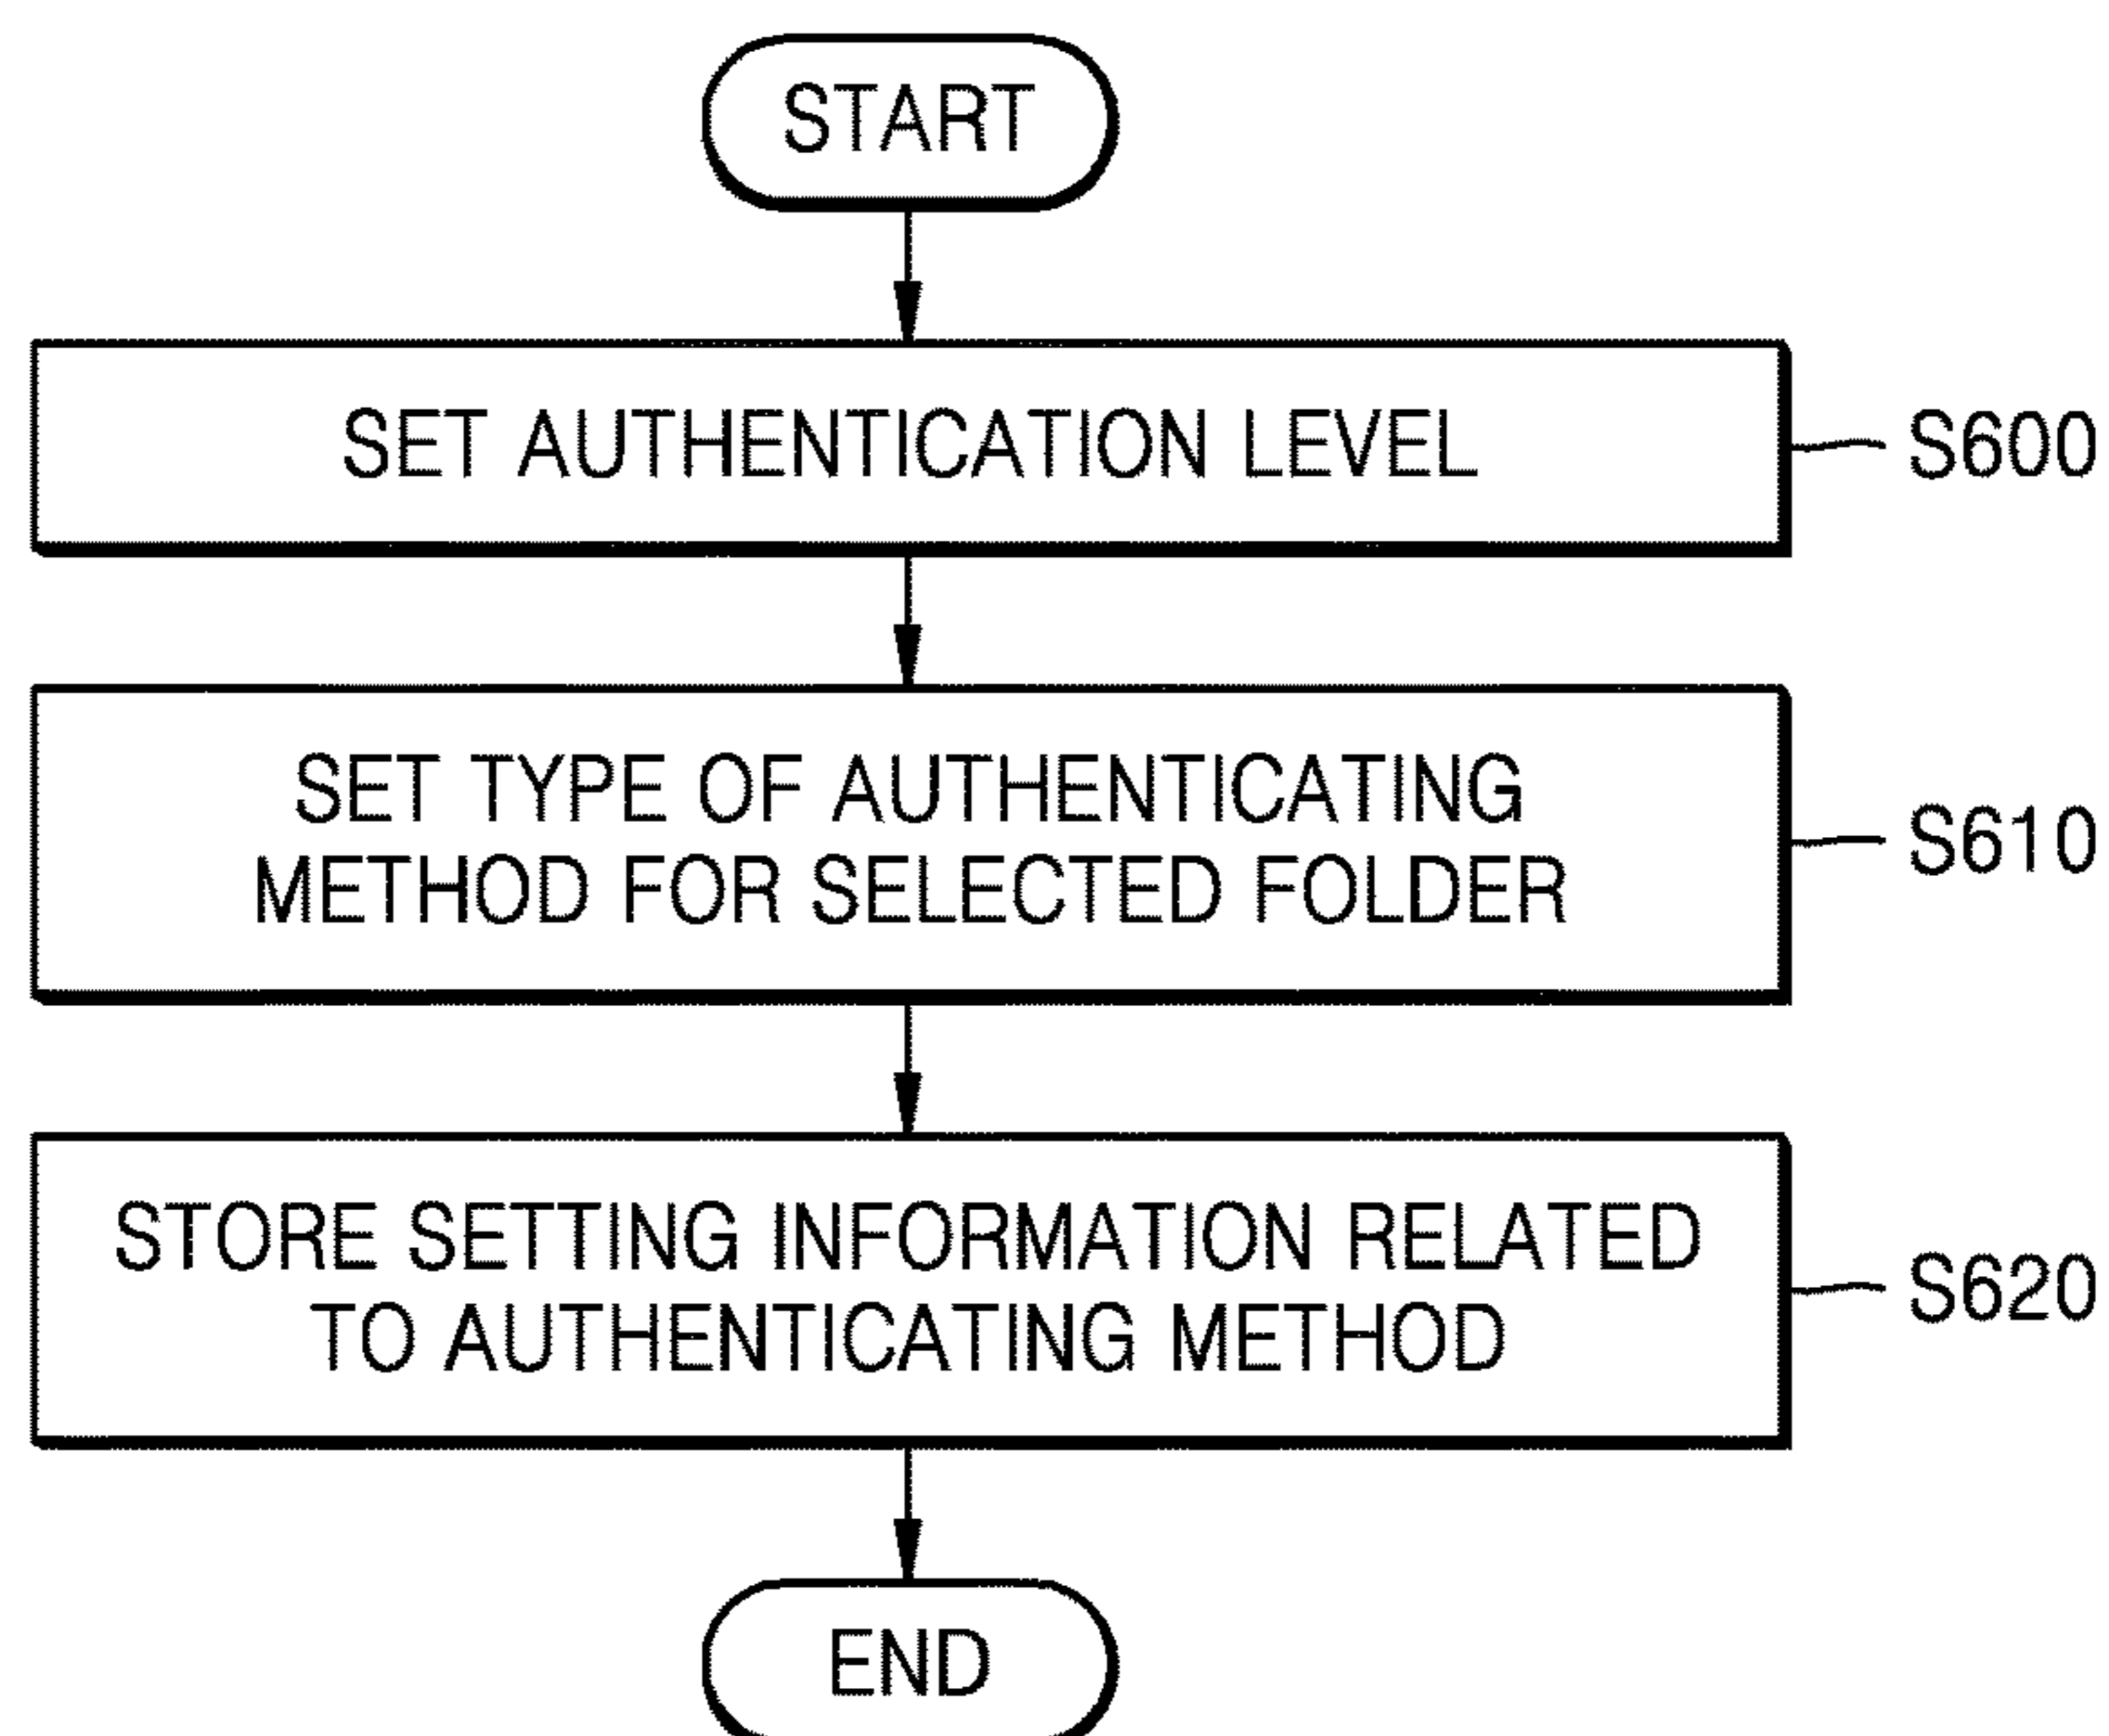 START
SET AUTHENTICATION LEVEL
S600
SET TYPE OF AUTHENTICATING
METHOD FOR SELECTED FOLDER
S610
STORE SETTING INFORMATION RELATED
TO AUTHENTICATING METHOD
S620
END